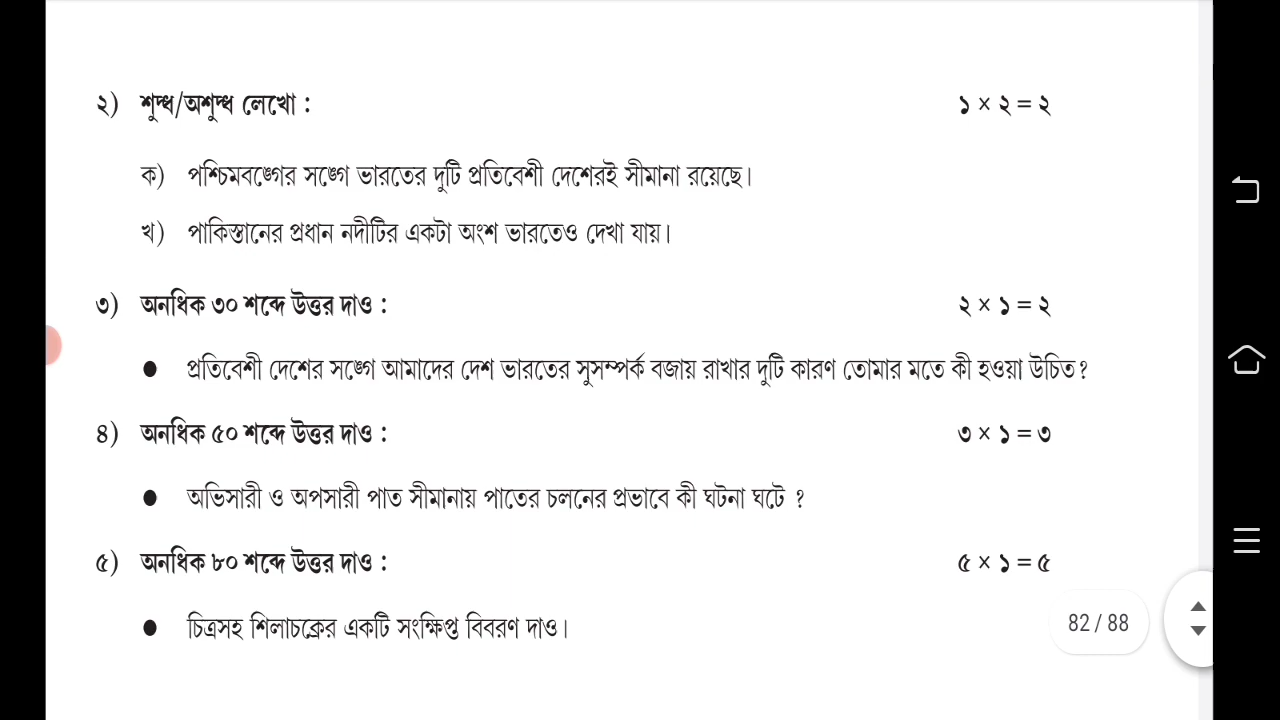 ২) শুদ্ধ/অশুদ্ধ লেখো : ১ × ২ = ২
ক) পশ্চিমবঙ্গের সঙ্গে ভারতের দুটি প্রতিবেশী দেশেরই সীমানা রয়েছে।
খ) পাকিস্তানের প্রধান নদীটির একটা অংশ ভারতেও দেখা যায়।
৩) অনধিক ৩০ শব্দে উত্তর দাও : ২ × ১ = ২
● প্রতিবেশী দেশের সঙ্গে আমাদের দেশ ভারতের সুসম্পর্ক বজায় রাখার দুটি কারণ তোমার মতে কী হওয়া উচিত?
৪) অনধিক ৫০ শব্দে উত্তর দাও : ৩ × ১ = ৩
● অভিসারী ও অপসারী পাত সীমানায় পাতের চলনের প্রভাবে কী ঘটনা ঘটে ?
৫) অনধিক ৮০ শব্দে উত্তর দাও : ৫ × ১ = ৫
● চিত্রসহ শিলাচক্রের একটি সংক্ষিপ্ত বিবরণ দাও।
82 / 88